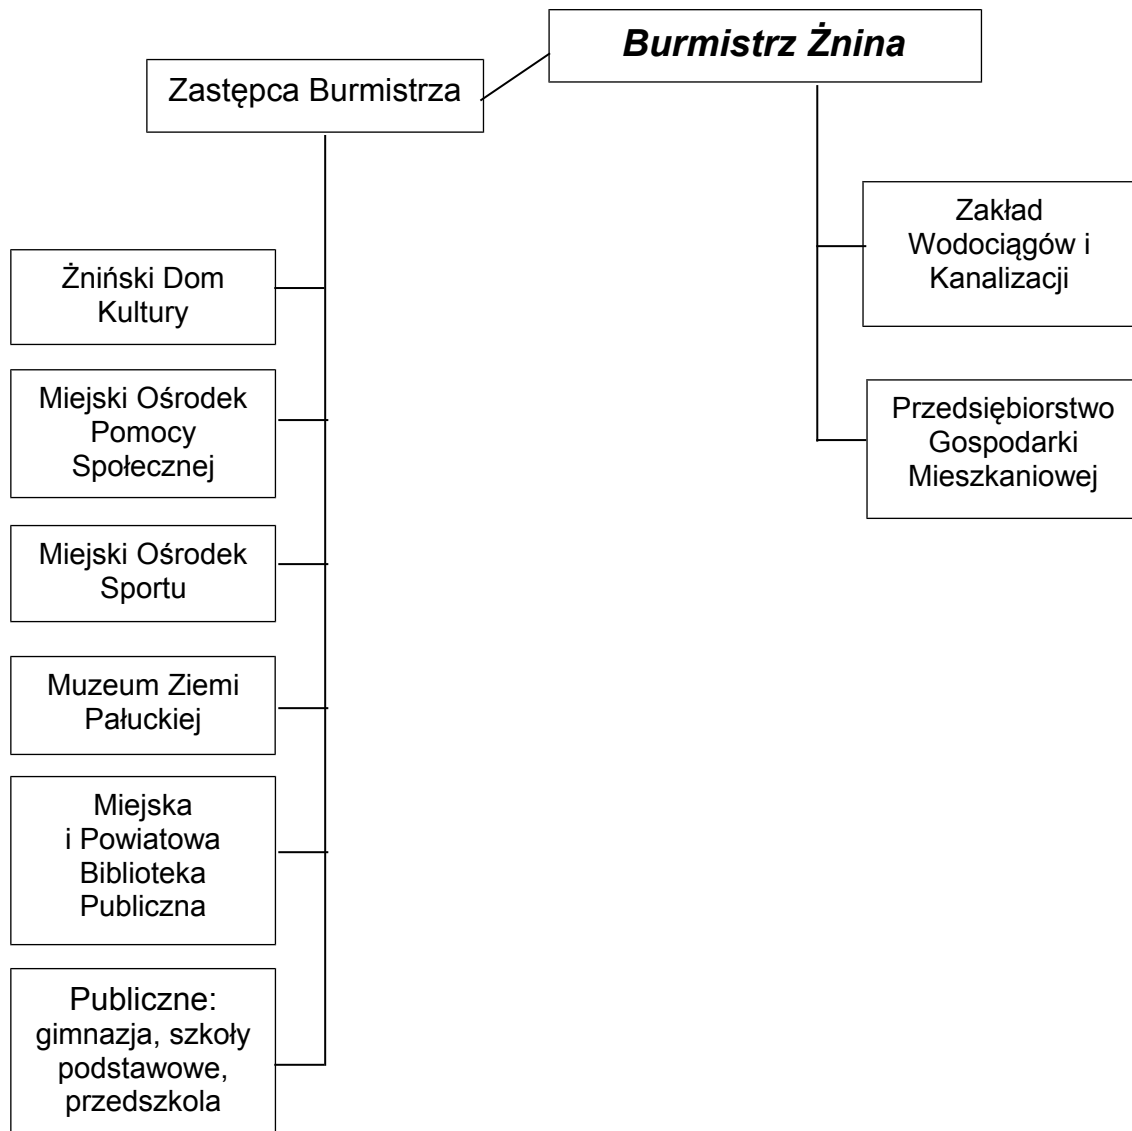 Burmistrz Żnina
Zastępca Burmistrza
Żniński Dom
Kultury
Miejski Ośrodek
Pomocy
Społecznej
Miejski Ośrodek
Sportu
Muzeum Ziemi
Pałuckiej
Miejska
i Powiatowa
Biblioteka
Publiczna
Publiczne:
gimnazja, szkoły
podstawowe,
przedszkola
Zakład
Wodociągów i
Kanalizacji
Przedsiębiorstwo
Gospodarki
Mieszkaniowej